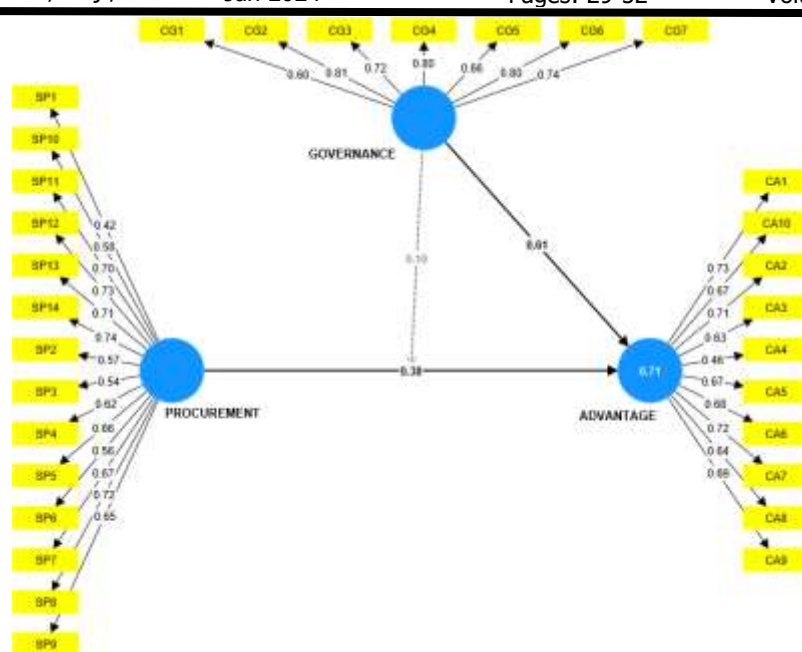 Jun 2024 Pages: 29-32
CG1 CG2 CG3 CG4 CG5 CG6 CG7
0.60 0.81 0.72 0.80 0.66 0.80 0.74
GOVERNANCE
SP1
SP10
SP11
SP12
SP13
SP14
SP2
SP3
SP4
SP5
SP6
SP7
SP8
SP9
0.42
0.58
0.70
0.73
0.71
0.74
0.57
0.54
0.62
0.66
0.56
0.67
0.72
0.65
PROCUREMENT
0.10
0.61
0.38
0.71
ADVANTAGE
0.73
0.67
0.71
0.63
0.46
0.67
0.68
0.72
0.64
0.66
CA1
CA10
CA2
CA3
CA4
CA5
CA6
CA7
CA8
CA9